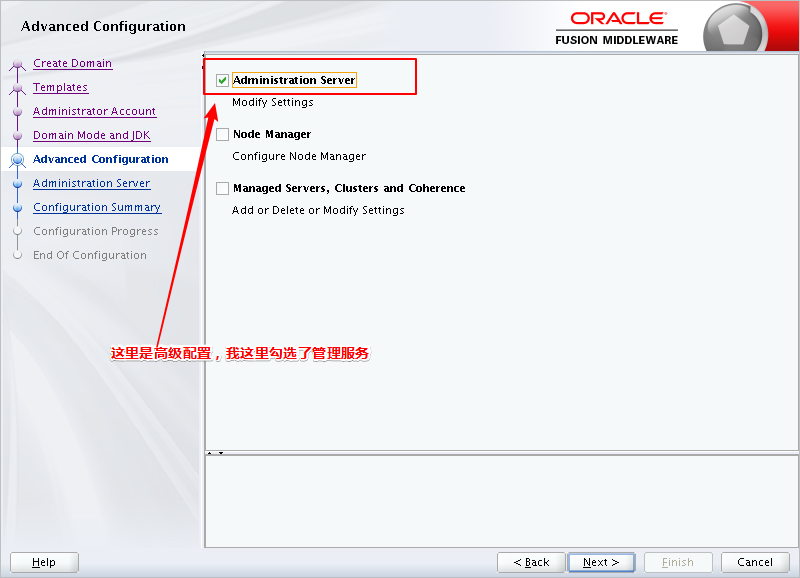 Advanced Configuration
ORACLE
FUSION MIDDLEWARE
Create Domain
Templates
Administrator Account
Domain Mode and JDK
Advanced Configuration
Administration Server
Configuration Summary
Configuration Progress
End Of Configuration
Administration Server
Modify Settings
Node Manager
Configure Node Manager
Managed Servers, Clusters and Coherence
Add or Delete or Modify Settings
这里是高级配置，我这里勾选了管理服务
Help
< Back
Next >
Finish
Cancel